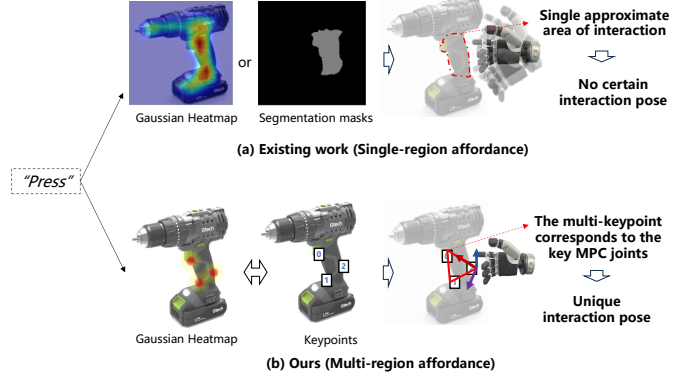 Single approximate
area of interaction
or
No certain
interaction pose
Gaussian Heatmap
Segmentation masks
(a) Existing work (Single-region affordance)
"Press"
Gtech
The multi-keypoint
corresponds to the
key MPC joints
0
2
1
Unique
interaction pose
Gaussian Heatmap
Keypoints
(b) Ours (Multi-region affordance)